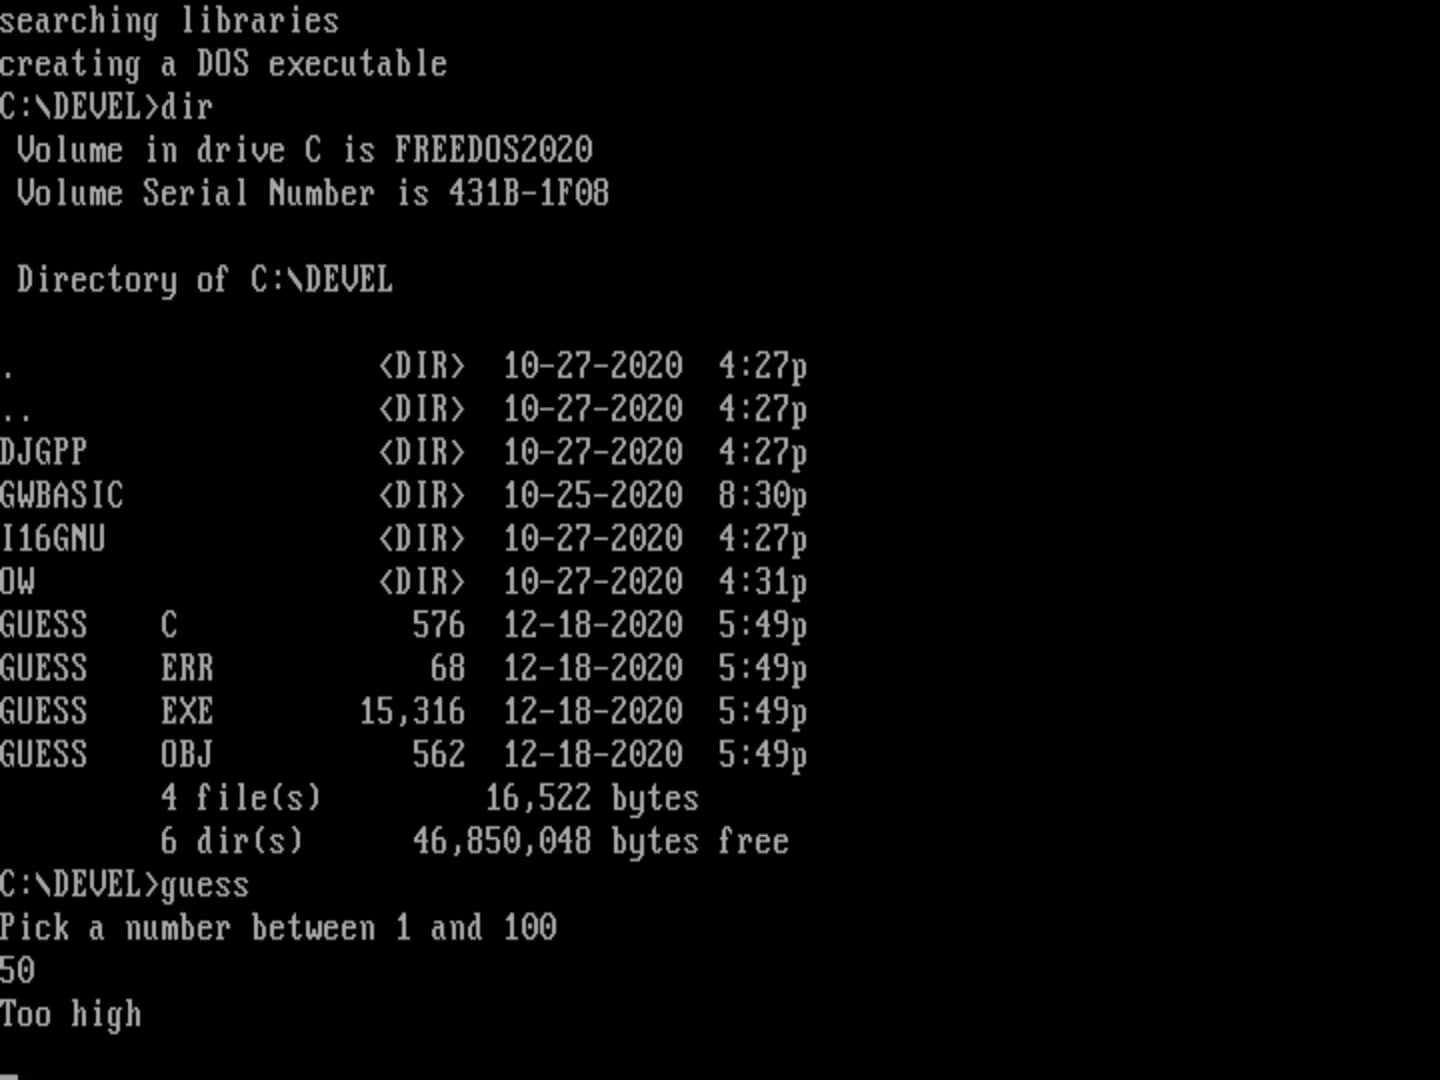 searching libraries
creating a DOS executable
C:\DEVEL>dir
Volume in drive C is FREEDOS2020
Volume Serial Number is 431B-1F08
Directory of C:\DEVEL
. <DIR> 10-27-2020 4:27p
.. <DIR> 10-27-2020 4:27p
DJGPP <DIR> 10-27-2020 4:27p
GWBASIC <DIR> 10-25-2020 8:30p
I16GNU <DIR> 10-27-2020 4:27p
OW <DIR> 10-27-2020 4:31p
GUESS C 576 12-18-2020 5:49p
GUESS ERR 68 12-18-2020 5:49p
GUESS EXE 15,316 12-18-2020 5:49p
GUESS OBJ 562 12-18-2020 5:49p
4 file(s) 16,522 bytes
6 dir(s) 46,850,048 bytes free
C:\DEVEL>guess
Pick a number between 1 and 100
50
Too high